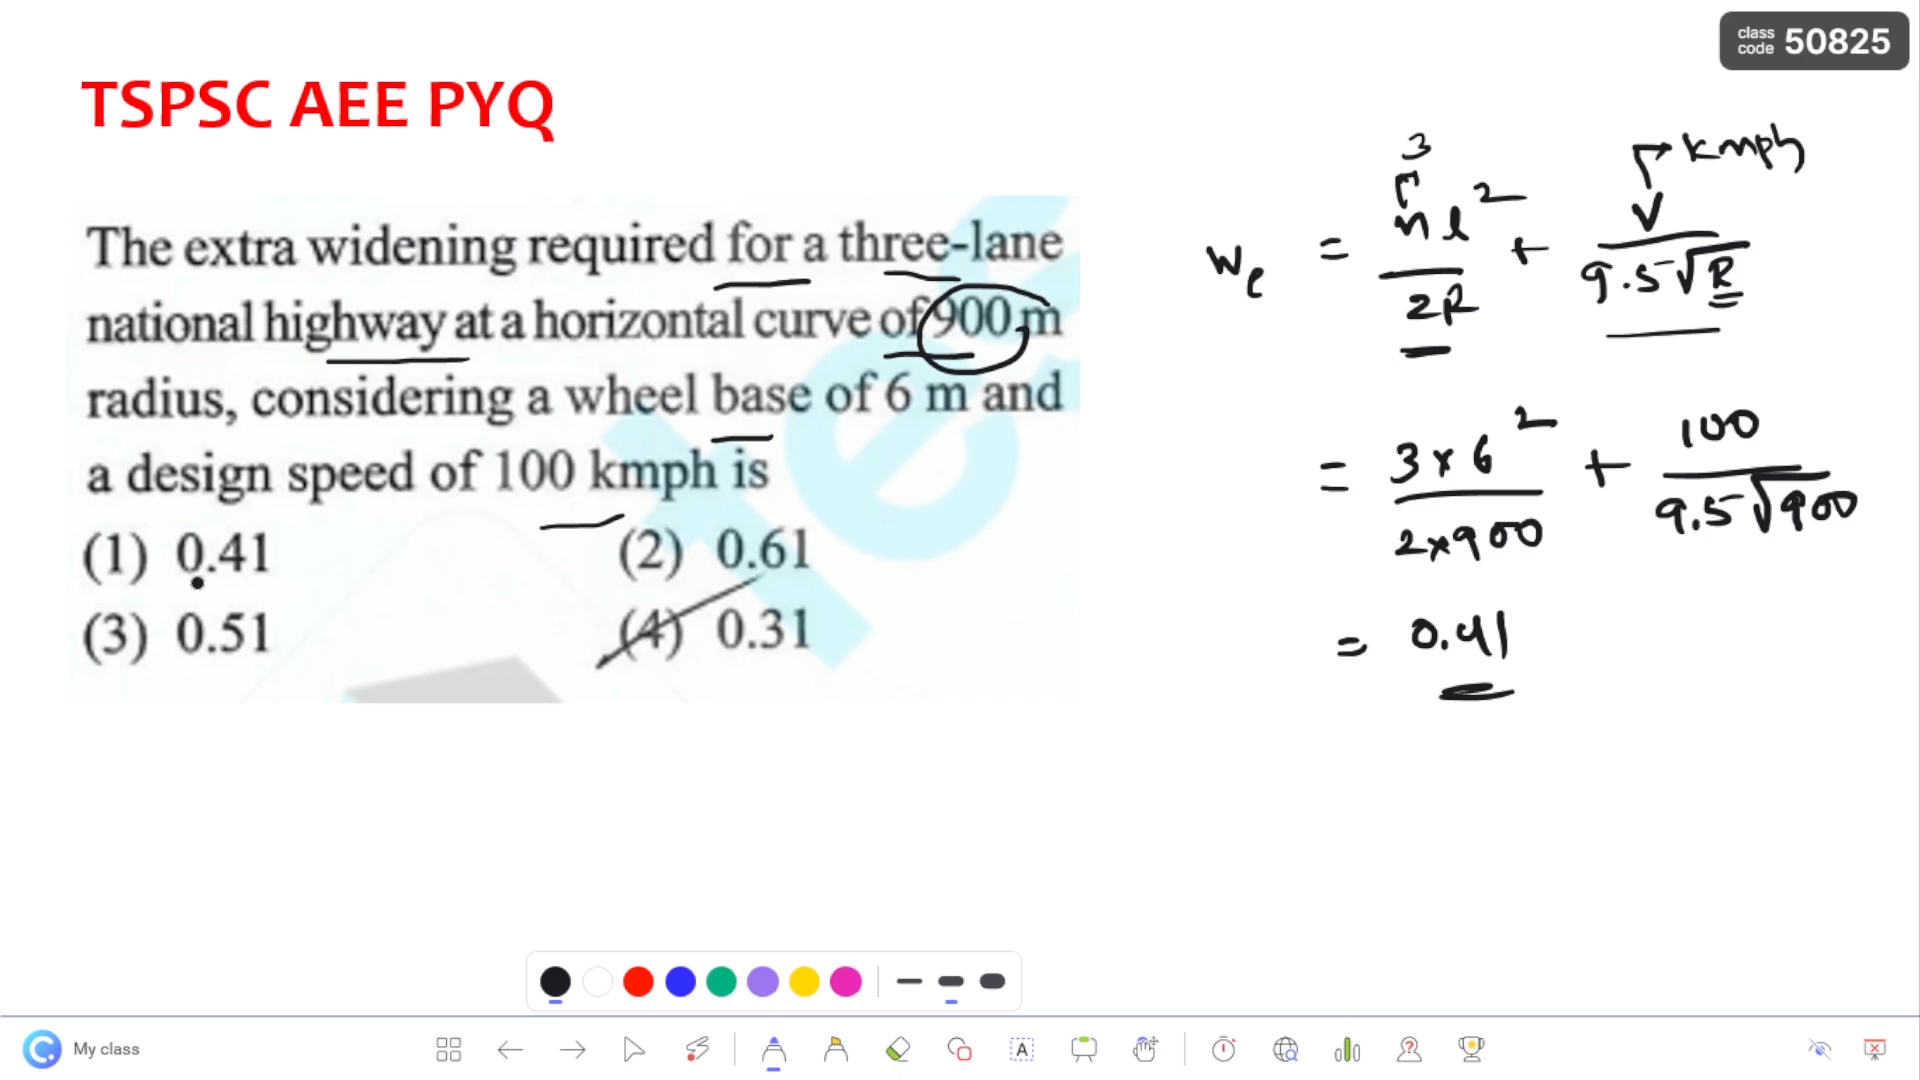 class code 50825
TSPSC AEE PYQ
The extra widening required for a three-lane
national highway at a horizontal curve of 900 m
radius, considering a wheel base of 6 m and
a design speed of 100 kmph is
(1) 0.41 (2) 0.61
(3) 0.51 (4) 0.31
3
kmph
We = nl²/2R + V/9.5√R
= 3×6²/2×900 + 100/9.5√900
= 0.41
My class